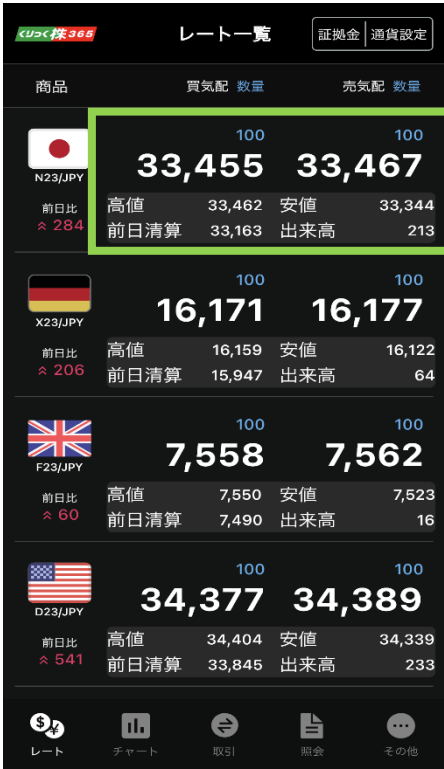 くりっく株365
レート一覧
証拠金 通貨設定
商品 買気配 数量 売気配 数量
100 100
33,455 33,467
N23/JPY
前日比
284
高値 33,462 安値 33,344
前日清算 33,163 出来高 213
100 100
16,171 16,177
X23/JPY
前日比
206
高値 16,159 安値 16,122
前日清算 15,947 出来高 64
100 100
7,558 7,562
F23/JPY
前日比
60
高値 7,550 安値 7,523
前日清算 7,490 出来高 16
100 100
34,377 34,389
D23/JPY
前日比
541
高値 34,404 安値 34,339
前日清算 33,845 出来高 233
$ ¥
レート チャート 取引 照会 その他